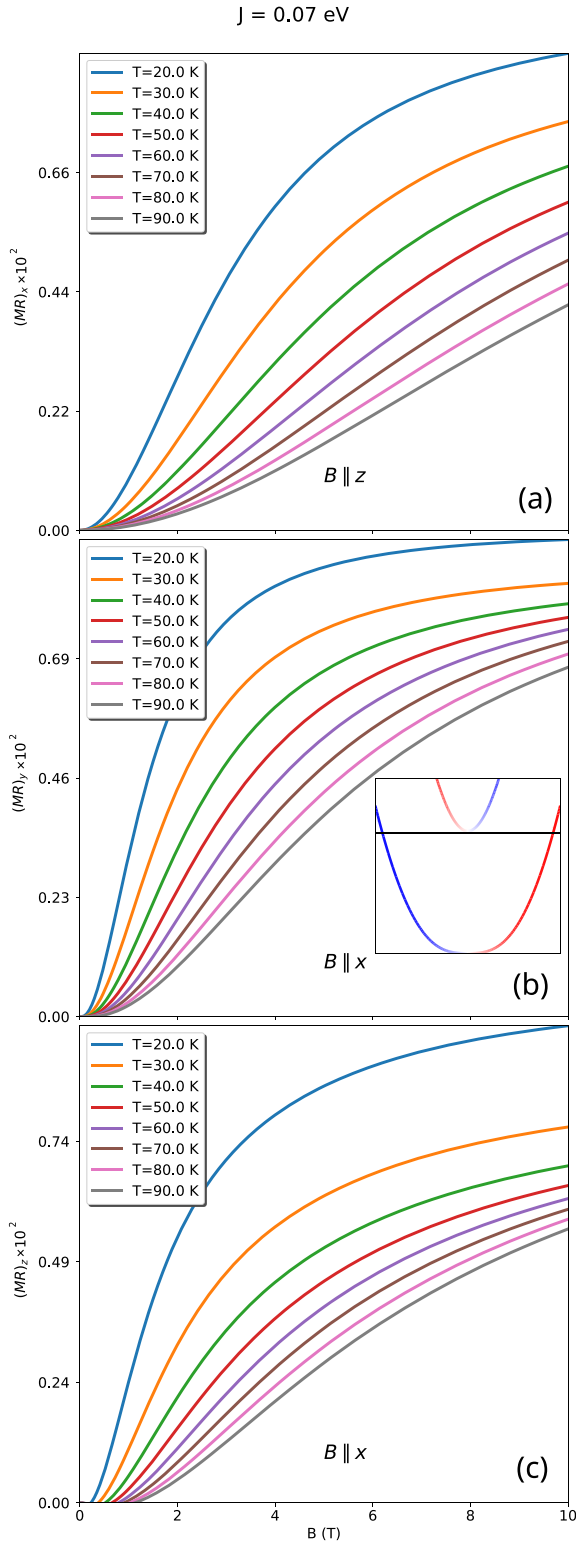 J = 0.07 eV
T=20.0 K
T=30.0 K
T=40.0 K
T=50.0 K
T=60.0 K
T=70.0 K
T=80.0 K
T=90.0 K
0.66
0.44
0.22
0.00
(MR)x ×10²
B ∥ z
(a)
T=20.0 K
T=30.0 K
T=40.0 K
T=50.0 K
T=60.0 K
T=70.0 K
T=80.0 K
T=90.0 K
0.69
0.46
0.23
0.00
(MR)y ×10²
B ∥ x
(b)
T=20.0 K
T=30.0 K
T=40.0 K
T=50.0 K
T=60.0 K
T=70.0 K
T=80.0 K
T=90.0 K
0.74
0.49
0.24
0.00
(MR)z ×10²
B ∥ x
(c)
0 2 4 6 8 10
B (T)